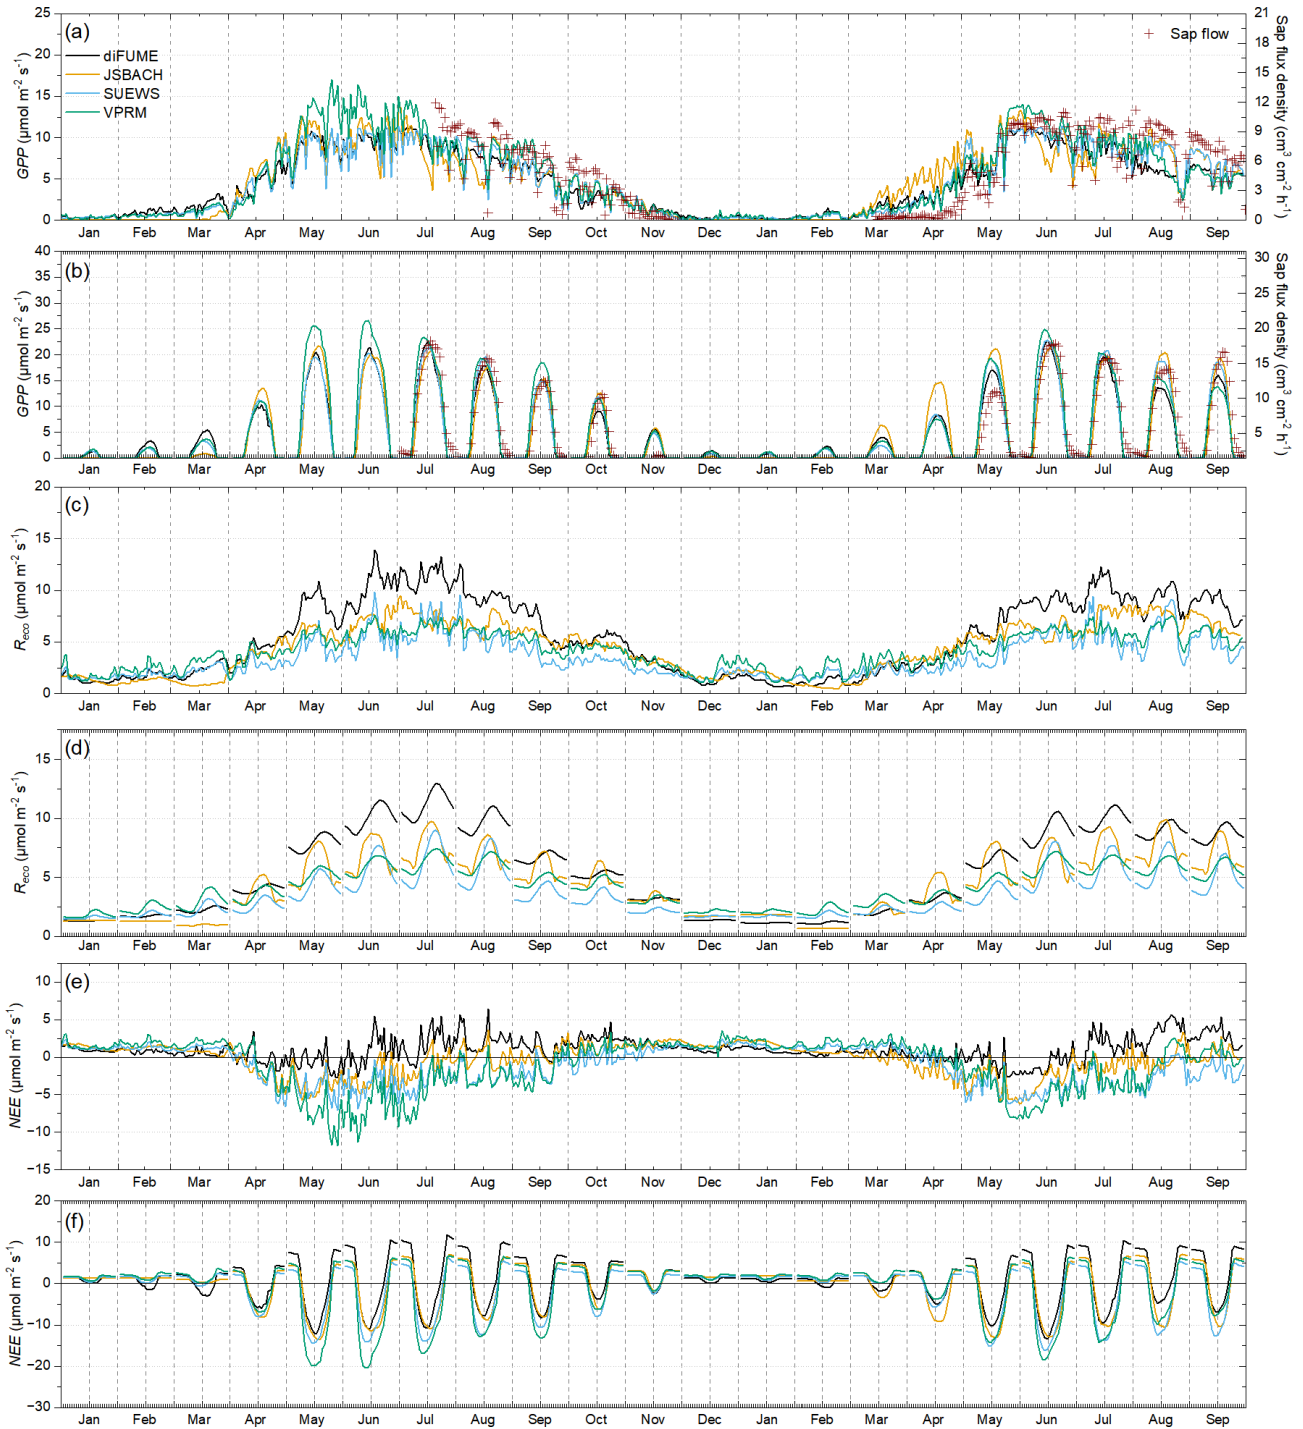 (a)
diFUME
JSBACH
SUEWS
VPRM
Sap flow
25
20
15
10
5
0
GPP (μmol m⁻² s⁻¹)
21
18
15
12
9
6
3
0
Sap flux density (cm³ cm⁻² h⁻¹)
Jan Feb Mar Apr May Jun Jul Aug Sep Oct Nov Dec Jan Feb Mar Apr May Jun Jul Aug Sep
(b)
40
35
30
25
20
15
10
5
0
GPP (μmol m⁻² s⁻¹)
30
25
20
15
10
5
Sap flux density (cm³ cm⁻² h⁻¹)
Jan Feb Mar Apr May Jun Jul Aug Sep Oct Nov Dec Jan Feb Mar Apr May Jun Jul Aug Sep
(c)
20
15
10
5
0
Reco (μmol m⁻² s⁻¹)
Jan Feb Mar Apr May Jun Jul Aug Sep Oct Nov Dec Jan Feb Mar Apr May Jun Jul Aug Sep
(d)
15
10
5
0
Reco (μmol m⁻² s⁻¹)
Jan Feb Mar Apr May Jun Jul Aug Sep Oct Nov Dec Jan Feb Mar Apr May Jun Jul Aug Sep
(e)
10
5
0
−5
−10
−15
NEE (μmol m⁻² s⁻¹)
Jan Feb Mar Apr May Jun Jul Aug Sep Oct Nov Dec Jan Feb Mar Apr May Jun Jul Aug Sep
(f)
20
10
0
−10
−20
−30
NEE (μmol m⁻² s⁻¹)
Jan Feb Mar Apr May Jun Jul Aug Sep Oct Nov Dec Jan Feb Mar Apr May Jun Jul Aug Sep